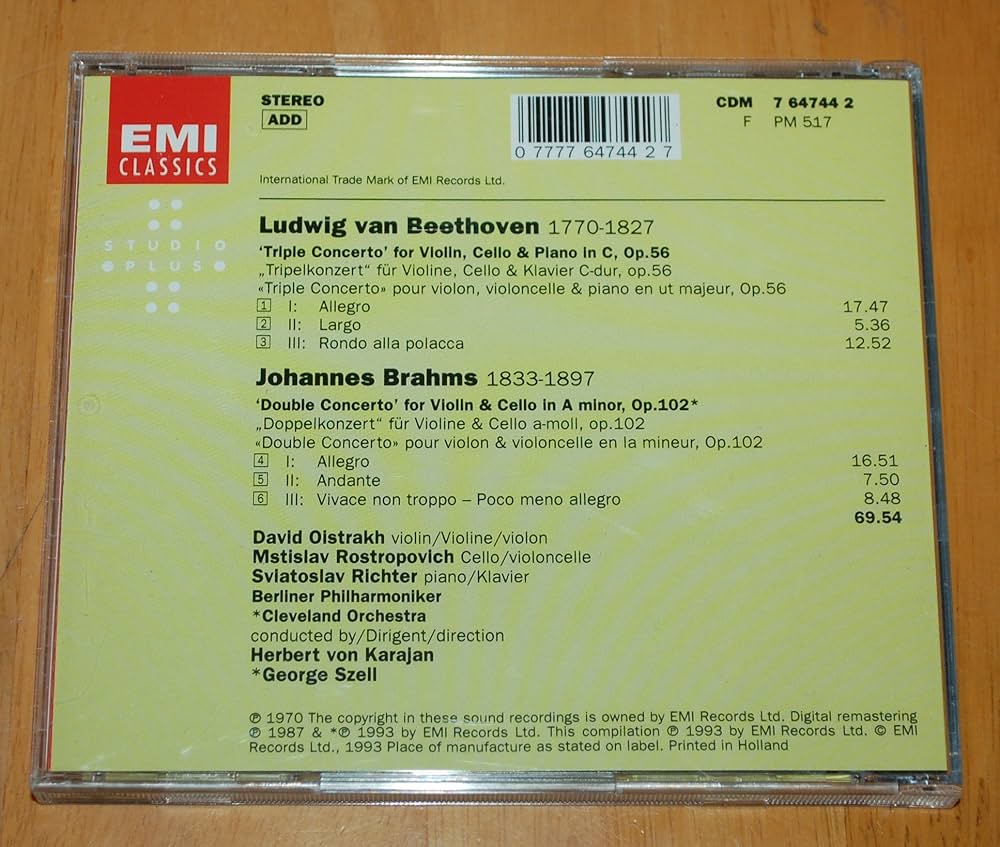 EMI
CLASSICS
STUDIO
PLUS
STEREO
ADD
0 7777 64744 2 7
CDM 7 64744 2
F PM 517
International Trade Mark of EMI Records Ltd.
Ludwig van Beethoven 1770-1827
‘Triple Concerto’ for Violin, Cello & Piano in C, Op.56
„Tripelkonzert“ für Violine, Cello & Klavier C-dur, op.56
«Triple Concerto» pour violon, violoncelle & piano en ut majeur, Op.56
1 I: Allegro 17.47
2 II: Largo 5.36
3 III: Rondo alla polacca 12.52
Johannes Brahms 1833-1897
‘Double Concerto’ for Violin & Cello in A minor, Op.102*
„Doppelkonzert“ für Violine & Cello a-moll, op.102
«Double Concerto» pour violon & violoncelle en la mineur, Op.102
4 I: Allegro 16.51
5 II: Andante 7.50
6 III: Vivace non troppo – Poco meno allegro 8.48
69.54
David Oistrakh violin/Violine/violon
Mstislav Rostropovich Cello/violoncelle
Sviatoslav Richter piano/Klavier
Berliner Philharmoniker
*Cleveland Orchestra
conducted by/Dirigent/direction
Herbert von Karajan
*George Szell
℗ 1970 The copyright in these sound recordings is owned by EMI Records Ltd. Digital remastering
℗ 1987 & *℗ 1993 by EMI Records Ltd. This compilation ℗ 1993 by EMI Records Ltd. © EMI
Records Ltd., 1993 Place of manufacture as stated on label. Printed in Holland